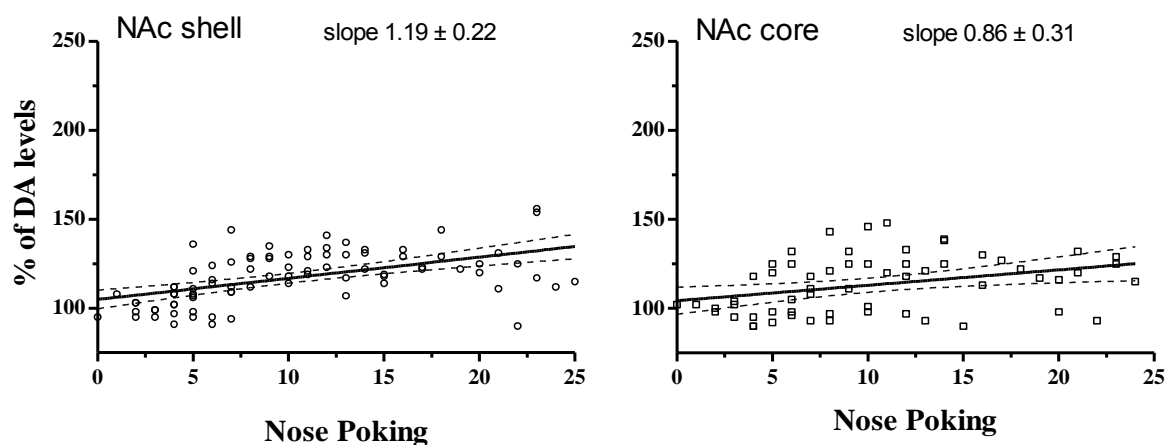 NAc shell slope 1.19 ± 0.22
250
200
150
100
% of DA levels
0 5 10 15 20 25
Nose Poking
NAc core slope 0.86 ± 0.31
250
200
150
100
0 5 10 15 20 25
Nose Poking